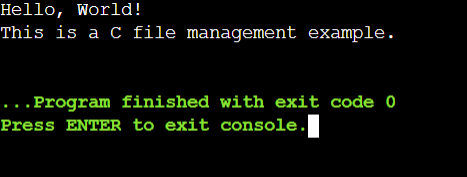 Hello, World!
This is a C file management example.
...Program finished with exit code 0
Press ENTER to exit console.